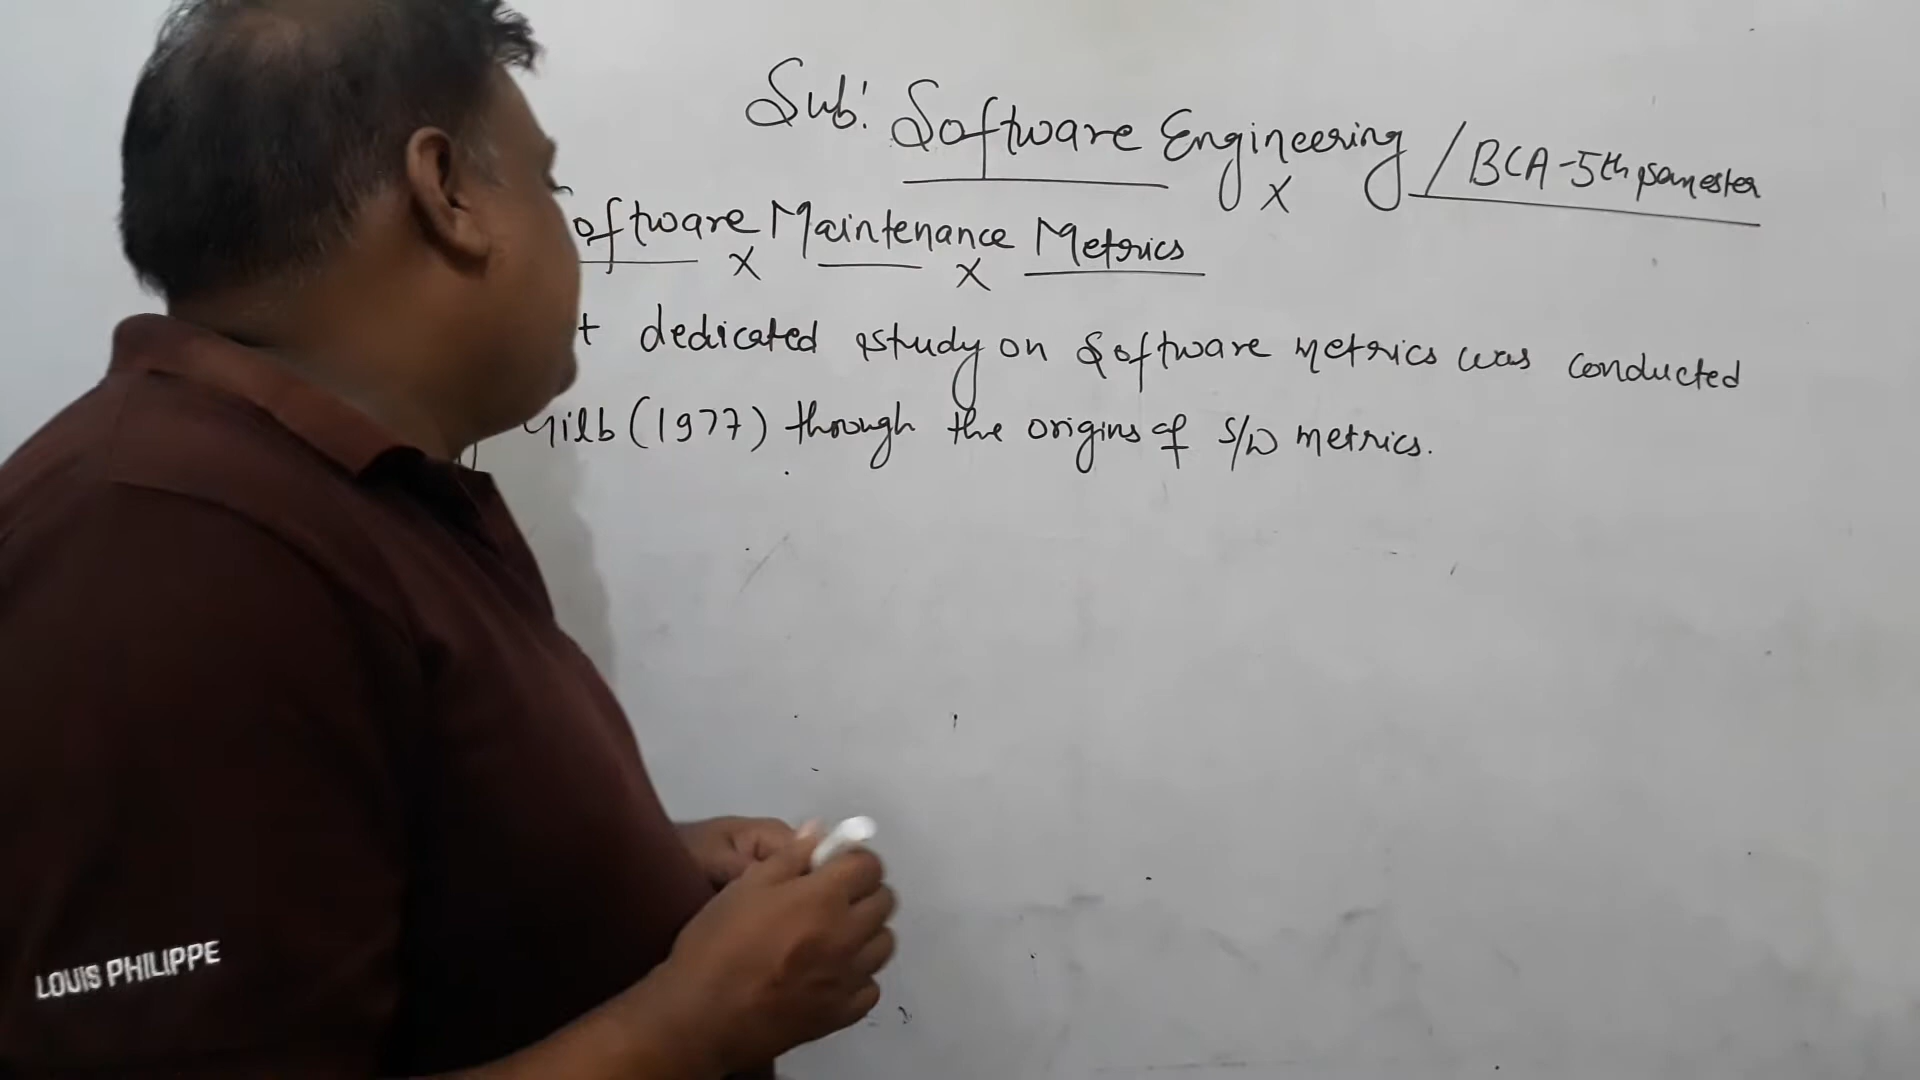 Sub: Software Engineering / BCA-5th semester
oftware Maintenance Metrics
t dedicated study on Software metrics was conducted
Gilb (1977) through the origins of S/W metrics.
LOUIS PHILIPPE